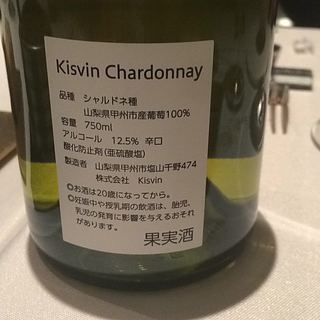 Kisvin Chardonnay
品種 シャルドネ種
山梨県甲州市産葡萄100%
容量 750ml
アルコール 12.5% 辛口
酸化防止剤(亜硫酸塩)
製造者 山梨県甲州市塩山千野474
株式会社 Kisvin
◎お酒は20歳になってから。
◎妊娠中や授乳期の飲酒は、胎児、
乳児の発育に影響を与えるおそれ
があります。
果実酒